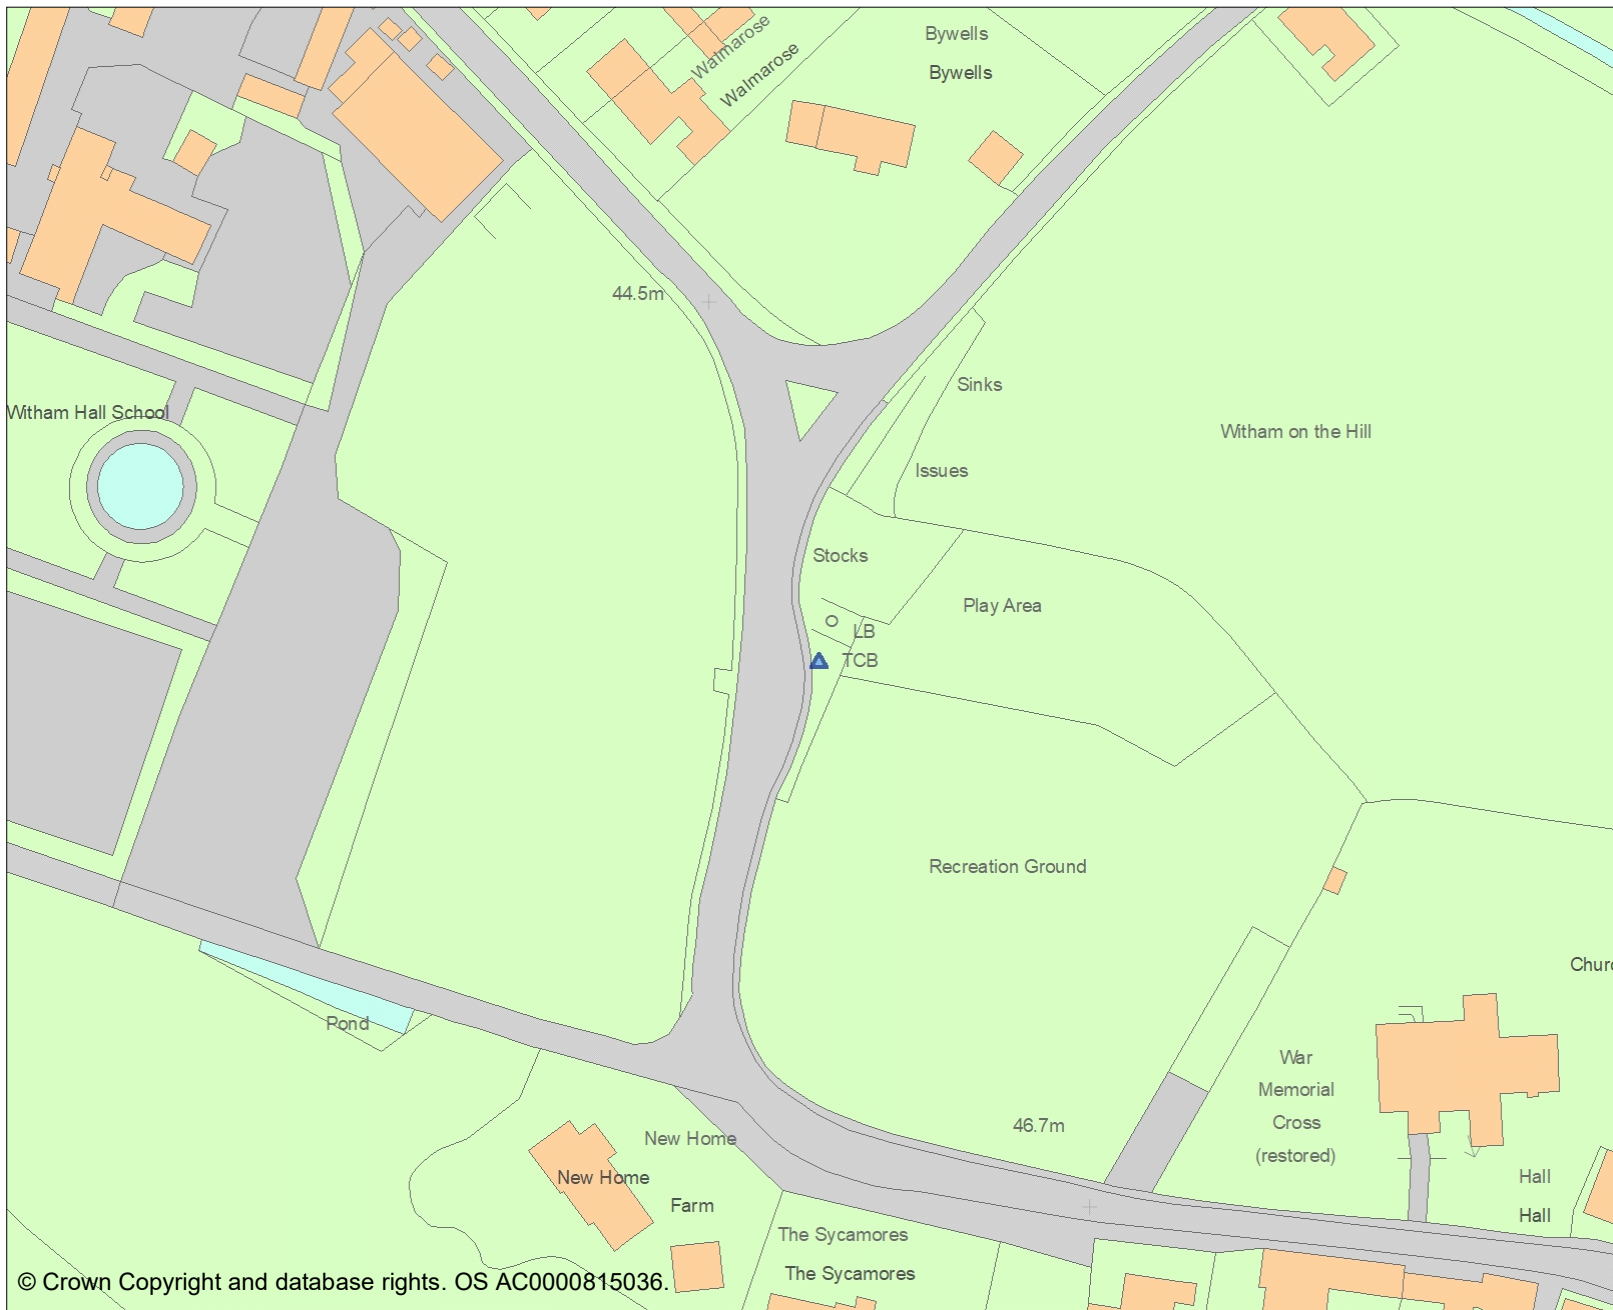 Walmarose
Walmarose
Bywells
Bywells
44.5m
Sinks
Witham Hall School
Witham on the Hill
Issues
Stocks
Play Area
LB
TCB
Recreation Ground
Churc
Pond
War
Memorial
Cross
(restored)
46.7m
New Home
New Home
Farm
Hall
Hall
The Sycamores
The Sycamores
© Crown Copyright and database rights. OS AC0000815036.